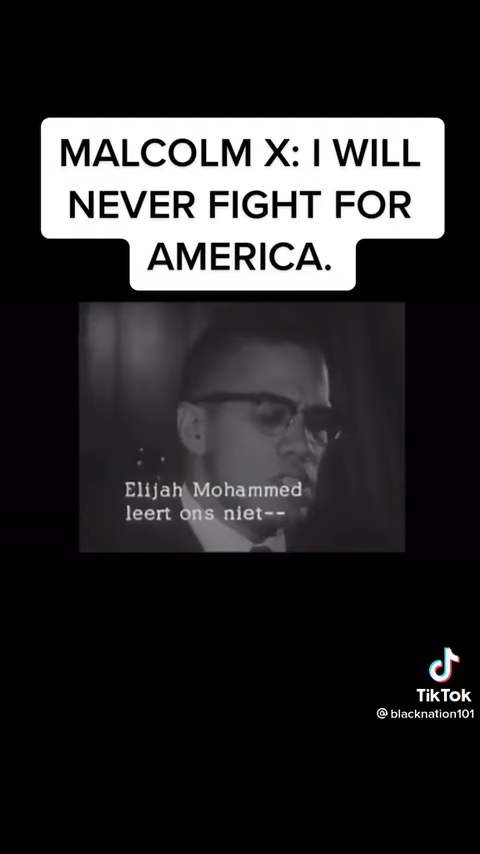 MALCOLM X: I WILL
NEVER FIGHT FOR
AMERICA.
Elijah Mohammed
leert ons niet--
TikTok
@ blacknation101